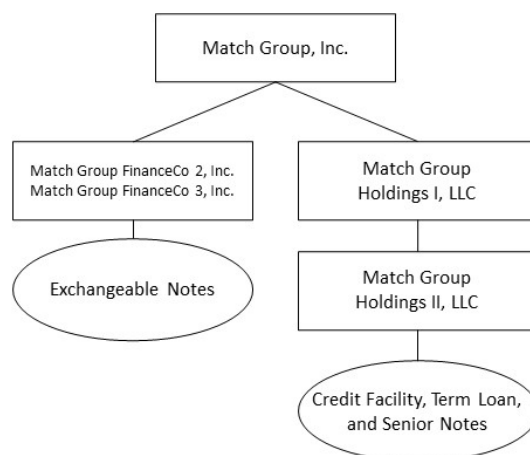 Match Group, Inc.
Match Group FinanceCo 2, Inc.
Match Group FinanceCo 3, Inc.
Exchangeable Notes
Match Group
Holdings I, LLC
Match Group
Holdings II, LLC
Credit Facility, Term Loan,
and Senior Notes